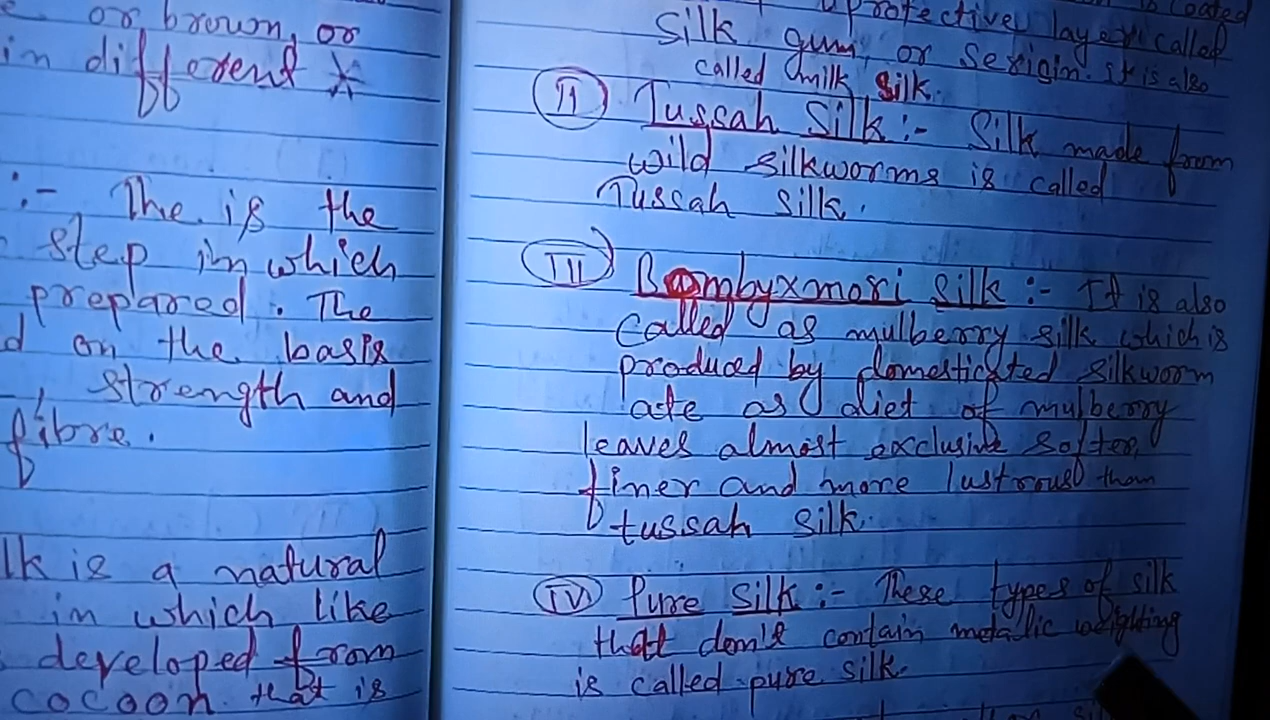 or brown, or
in different
:- The is the
step in which
prepared. The
d on the basis
, strength and
fibre.
lk is a natural
in which like
developed from
cocoon. that is
protective layer called
Silk gum, or Serigin. It is also
called milk silk.
II Tussah Silk :- Silk made from
wild silkworms is called
Tussah silk.
III Bombyxmori Silk :- It is also
called as mulberry silk which is
produced by domesticated silkworm
ate as diet of mulberry
leaves almost exclusive softer,
finer and more lustrous than
tussah silk.
IV Pure Silk :- These types of silk
that don't contain metalic weighting
is called pure silk.